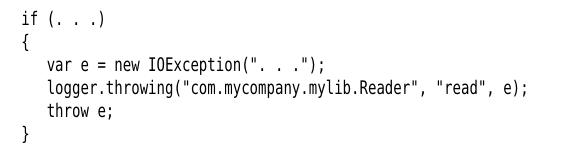 if (. . .)
{
   var e = new IOException(". . .");
   logger.throwing("com.mycompany.mylib.Reader", "read", e);
   throw e;
}